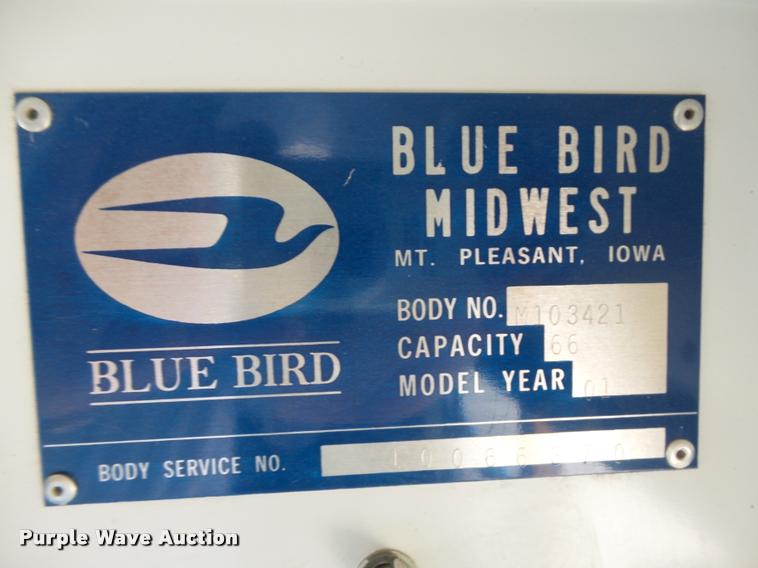 BLUE BIRD
MIDWEST
MT. PLEASANT, IOWA
BODY NO. M103421
CAPACITY 66
MODEL YEAR 01
BLUE BIRD
BODY SERVICE NO.
Purple Wave Auction